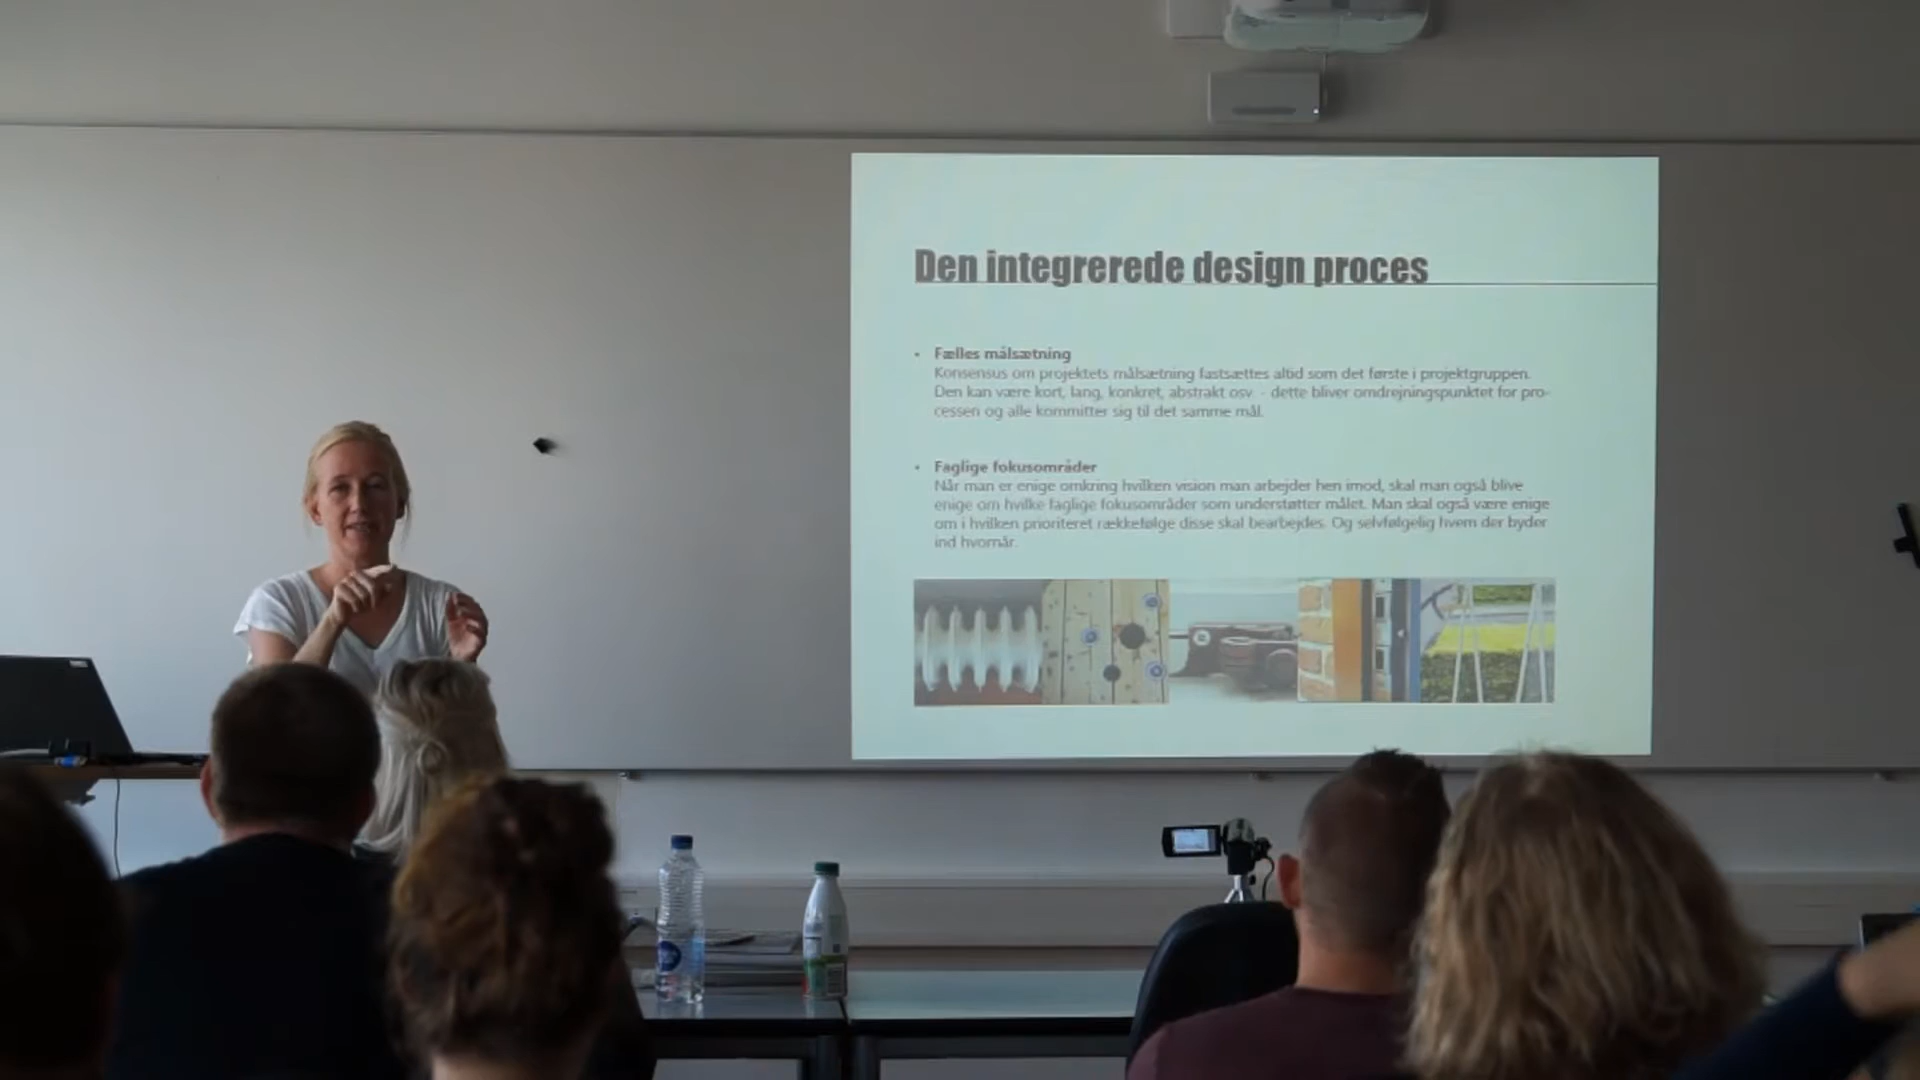 Den integrerede design proces
• Fælles målsætning
Konsensus om projektets målsætning fastsættes altid som det første i projektgruppen.
Den kan være kort, lang, konkret, abstrakt osv. - dette bliver omdrejningspunktet for pro-
cessen og alle kommitter sig til det samme mål.
• Faglige fokusområder
Når man er enige omkring hvilken vision man arbejder hen imod, skal man også blive
enige om hvilke faglige fokusområder som understøtter målet. Man skal også være enige
om i hvilken prioriteret rækkefølge disse skal bearbejdes. Og selvfølgelig hvem der byder
ind hvornår.